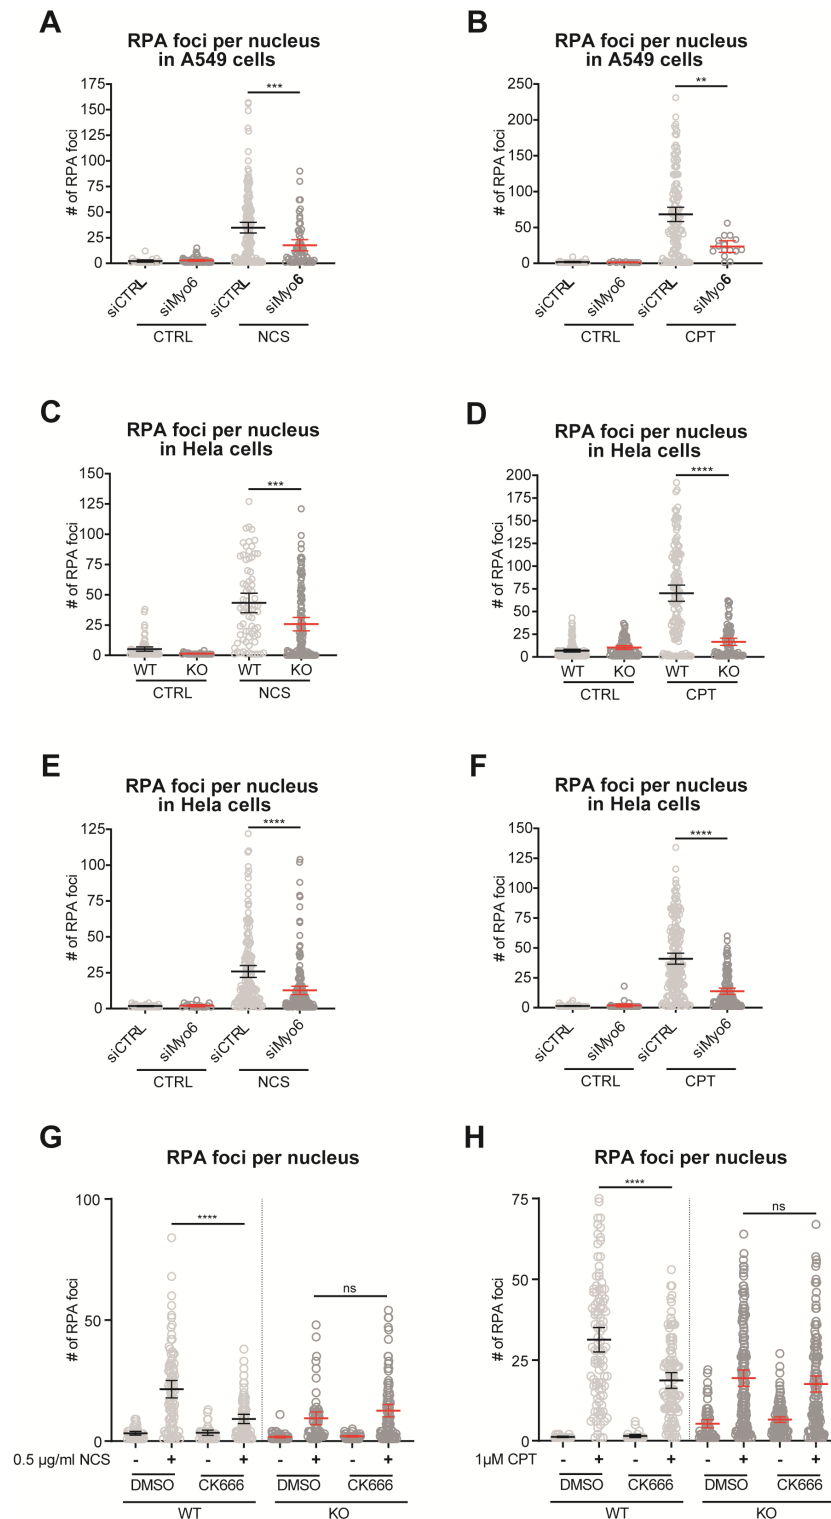 A
RPA foci per nucleus
in A549 cells
# of RPA foci
175
150
125
100
75
50
25
0
***
siCTRL
siMyo6
siCTRL
siMyo6
CTRL
NCS
B
RPA foci per nucleus
in A549 cells
# of RPA foci
250
200
150
100
50
0
**
siCTRL
siMyo6
siCTRL
siMyo6
CTRL
CPT
C
RPA foci per nucleus
in Hela cells
# of RPA foci
150
125
100
75
50
25
0
***
WT KO WT KO
CTRL NCS
D
RPA foci per nucleus
in Hela cells
# of RPA foci
200
175
150
125
100
75
50
25
0
****
WT KO WT KO
CTRL CPT
E
RPA foci per nucleus
in Hela cells
# of RPA foci
125
100
75
50
25
0
****
siCTRL
siMyo6
siCTRL
siMyo6
CTRL
NCS
F
RPA foci per nucleus
in Hela cells
# of RPA foci
150
125
100
75
50
25
0
****
siCTRL
siMyo6
siCTRL
siMyo6
CTRL
CPT
G
RPA foci per nucleus
# of RPA foci
100
50
0
****
ns
0.5 µg/ml NCS - + - + - + - +
DMSO CK666 DMSO CK666
WT KO
H
RPA foci per nucleus
# of RPA foci
75
50
25
0
****
ns
1µM CPT - + - + - + - +
DMSO CK666 DMSO CK666
WT KO